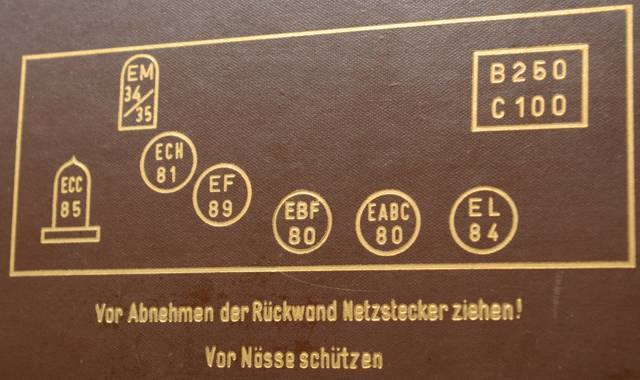 EM
34/35
B250
C100
ECH
81
ECC
85
EF
89
EBF
80
EABC
80
EL
84
Vor Abnehmen der Rückwand Netzstecker ziehen!
Vor Nässe schützen